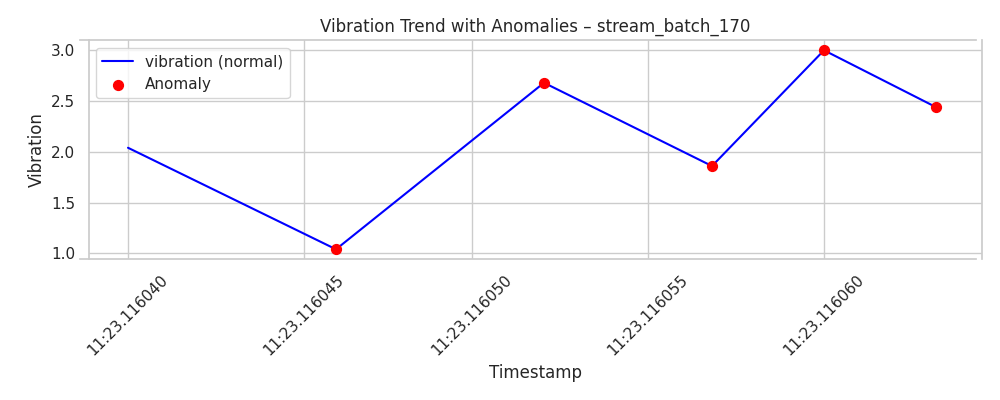 Vibration Trend with Anomalies – stream_batch_170
vibration (normal)
Anomaly
Vibration
3.0
2.5
2.0
1.5
1.0
11:23.116040
11:23.116045
11:23.116050
11:23.116055
11:23.116060
Timestamp